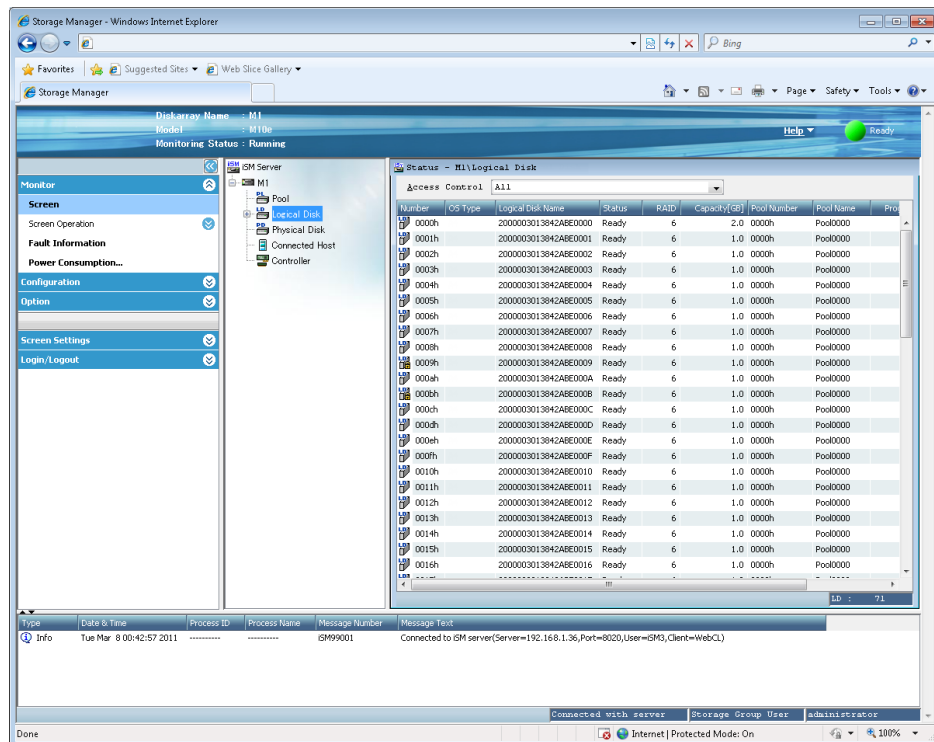 Storage Manager - Windows Internet Explorer
Bing
Favorites Suggested Sites Web Slice Gallery
Storage Manager Page Safety Tools
Diskarray Name : M1
Model : M10e
Monitoring Status : Running
Help Ready
Monitor
Screen
Screen Operation
Fault Information
Power Consumption...
Configuration
Option
Screen Settings
Login/Logout
iSM Server
M1
Pool
Logical Disk
Physical Disk
Connected Host
Controller
Status - M1\Logical Disk
Access Control All
Number OS Type Logical Disk Name Status RAID Capacity[GB] Pool Number Pool Name
0000h 2000003013842ABE0000 Ready 6 2.0 0000h Pool0000
0001h 2000003013842ABE0001 Ready 6 1.0 0000h Pool0000
0002h 2000003013842ABE0002 Ready 6 1.0 0000h Pool0000
0003h 2000003013842ABE0003 Ready 6 1.0 0000h Pool0000
0004h 2000003013842ABE0004 Ready 6 1.0 0000h Pool0000
0005h 2000003013842ABE0005 Ready 6 1.0 0000h Pool0000
0006h 2000003013842ABE0006 Ready 6 1.0 0000h Pool0000
0007h 2000003013842ABE0007 Ready 6 1.0 0000h Pool0000
0008h 2000003013842ABE0008 Ready 6 1.0 0000h Pool0000
0009h 2000003013842ABE0009 Ready 6 1.0 0000h Pool0000
000ah 2000003013842ABE000A Ready 6 1.0 0000h Pool0000
000bh 2000003013842ABE000B Ready 6 1.0 0000h Pool0000
000ch 2000003013842ABE000C Ready 6 1.0 0000h Pool0000
000dh 2000003013842ABE000D Ready 6 1.0 0000h Pool0000
000eh 2000003013842ABE000E Ready 6 1.0 0000h Pool0000
000fh 2000003013842ABE000F Ready 6 1.0 0000h Pool0000
0010h 2000003013842ABE0010 Ready 6 1.0 0000h Pool0000
0011h 2000003013842ABE0011 Ready 6 1.0 0000h Pool0000
0012h 2000003013842ABE0012 Ready 6 1.0 0000h Pool0000
0013h 2000003013842ABE0013 Ready 6 1.0 0000h Pool0000
0014h 2000003013842ABE0014 Ready 6 1.0 0000h Pool0000
0015h 2000003013842ABE0015 Ready 6 1.0 0000h Pool0000
0016h 2000003013842ABE0016 Ready 6 1.0 0000h Pool0000
LD : 71
Type Date & Time Process ID Process Name Message Number Message Text
Info Tue Mar 8 00:42:57 2011 ---------- ---------- iSM99001 Connected to iSM server(Server=192.168.1.36,Port=8020,User=iSM3,Client=WebCL)
Connected with server Storage Group User administrator
Done Internet | Protected Mode: On 100%